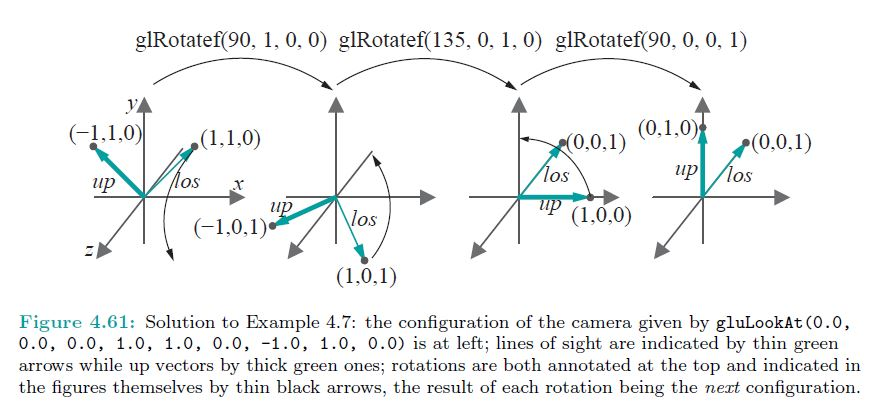 glRotatef(90, 1, 0, 0) glRotatef(135, 0, 1, 0) glRotatef(90, 0, 0, 1)
y
(−1,1,0)
(1,1,0)
up
los
x
z
(−1,0,1)
up
los
(1,0,1)
(0,0,1)
los
up
(1,0,0)
(0,1,0)
(0,0,1)
up
los
Figure 4.61: Solution to Example 4.7: the configuration of the camera given by gluLookAt(0.0,
0.0, 0.0, 1.0, 1.0, 0.0, -1.0, 1.0, 0.0) is at left; lines of sight are indicated by thin green
arrows while up vectors by thick green ones; rotations are both annotated at the top and indicated in
the figures themselves by thin black arrows, the result of each rotation being the next configuration.